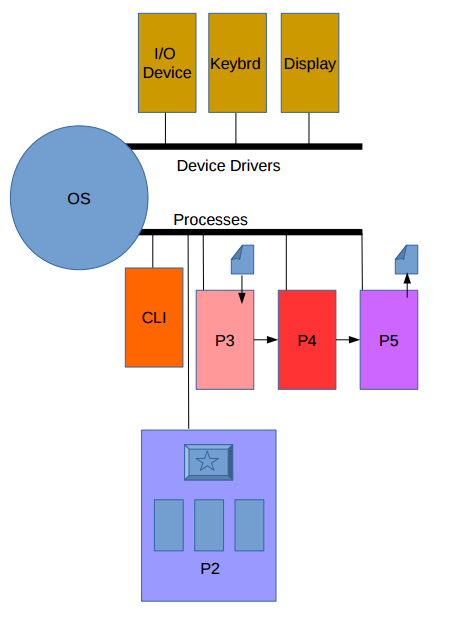 I/O
Device
Keybrd
Display
Device Drivers
OS
Processes
CLI
P3
P4
P5
P2